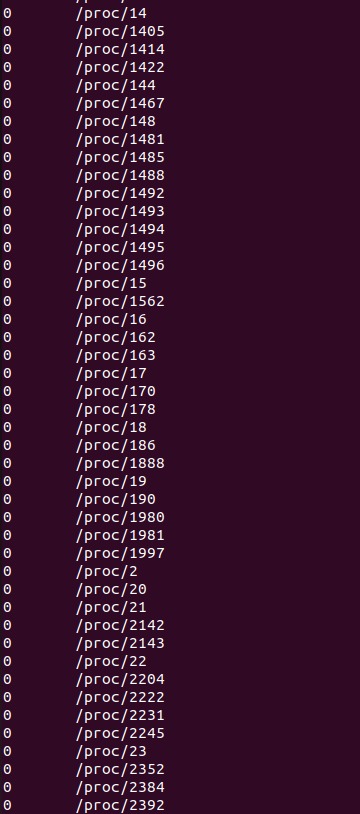 0 /proc/14
0 /proc/1405
0 /proc/1414
0 /proc/1422
0 /proc/144
0 /proc/1467
0 /proc/148
0 /proc/1481
0 /proc/1485
0 /proc/1488
0 /proc/1492
0 /proc/1493
0 /proc/1494
0 /proc/1495
0 /proc/1496
0 /proc/15
0 /proc/1562
0 /proc/16
0 /proc/162
0 /proc/163
0 /proc/17
0 /proc/170
0 /proc/178
0 /proc/18
0 /proc/186
0 /proc/1888
0 /proc/19
0 /proc/190
0 /proc/1980
0 /proc/1981
0 /proc/1997
0 /proc/2
0 /proc/20
0 /proc/21
0 /proc/2142
0 /proc/2143
0 /proc/22
0 /proc/2204
0 /proc/2222
0 /proc/2231
0 /proc/2245
0 /proc/23
0 /proc/2352
0 /proc/2384
0 /proc/2392